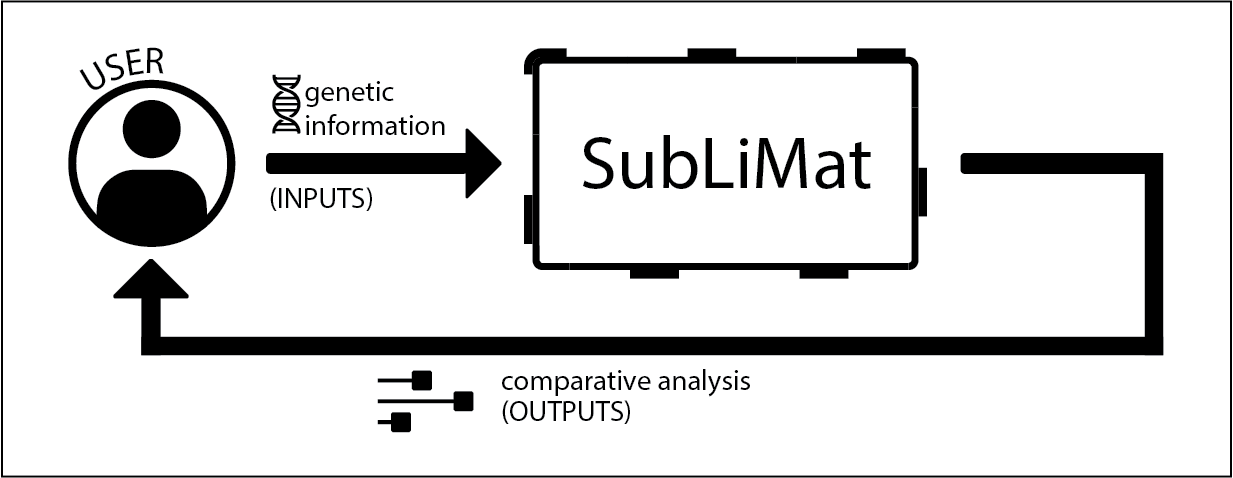 USER
genetic
information
(INPUTS)
SubLiMat
comparative analysis
(OUTPUTS)